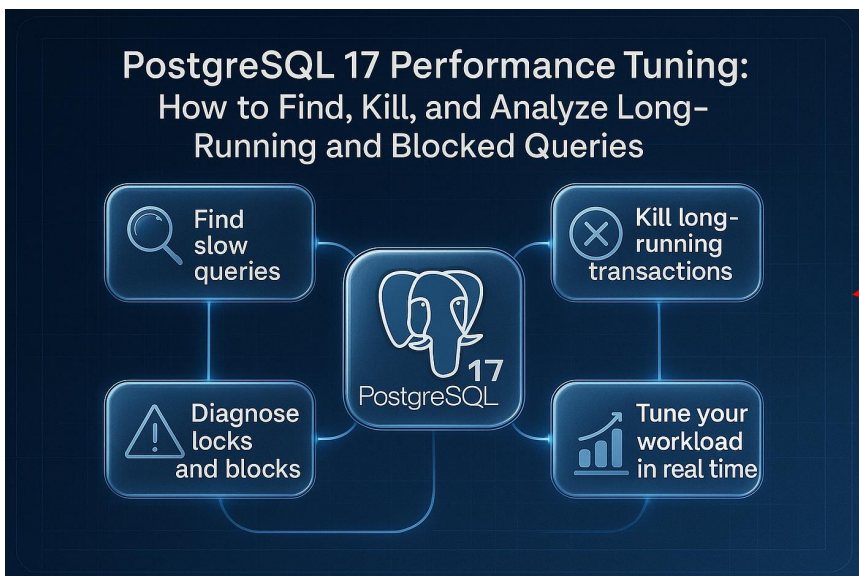 PostgreSQL 17 Performance Tuning:
How to Find, Kill, and Analyze Long-
Running and Blocked Queries
Find
slow
queries
Kill long-
running
transactions
17
PostgreSQL
Diagnose
locks
and blocks
Tune your
workload
in real time